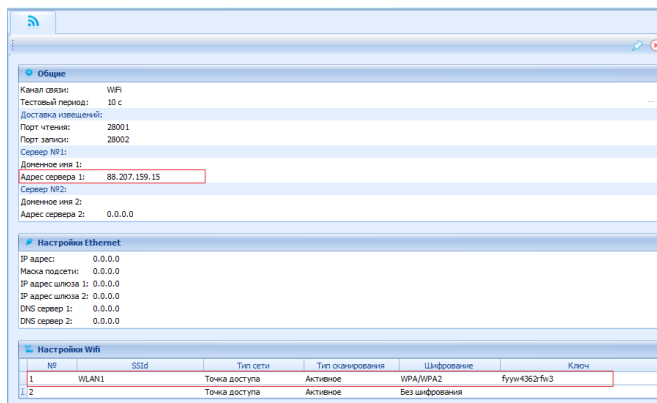 Общие
Канал связи: WiFi
Тестовый период: 10 с
...
Доставка извещений:
Порт чтения: 28001
Порт записи: 28002
Сервер №1:
Доменное имя 1:
Адрес сервера 1: 88.207.159.15
Сервер №2:
Доменное имя 2:
Адрес сервера 2: 0.0.0.0
Настройки Ethernet
IP адрес: 0.0.0.0
Маска подсети: 0.0.0.0
IP адрес шлюза 1: 0.0.0.0
IP адрес шлюза 2: 0.0.0.0
DNS сервер 1: 0.0.0.0
DNS сервер 2: 0.0.0.0
Настройки Wifi
№ SSId Тип сети Тип сканирования Шифрование Ключ
1 WLAN1 Точка доступа Активное WPA/WPA2 fyyw4362rfw3
2 Точка доступа Активное Без шифрования